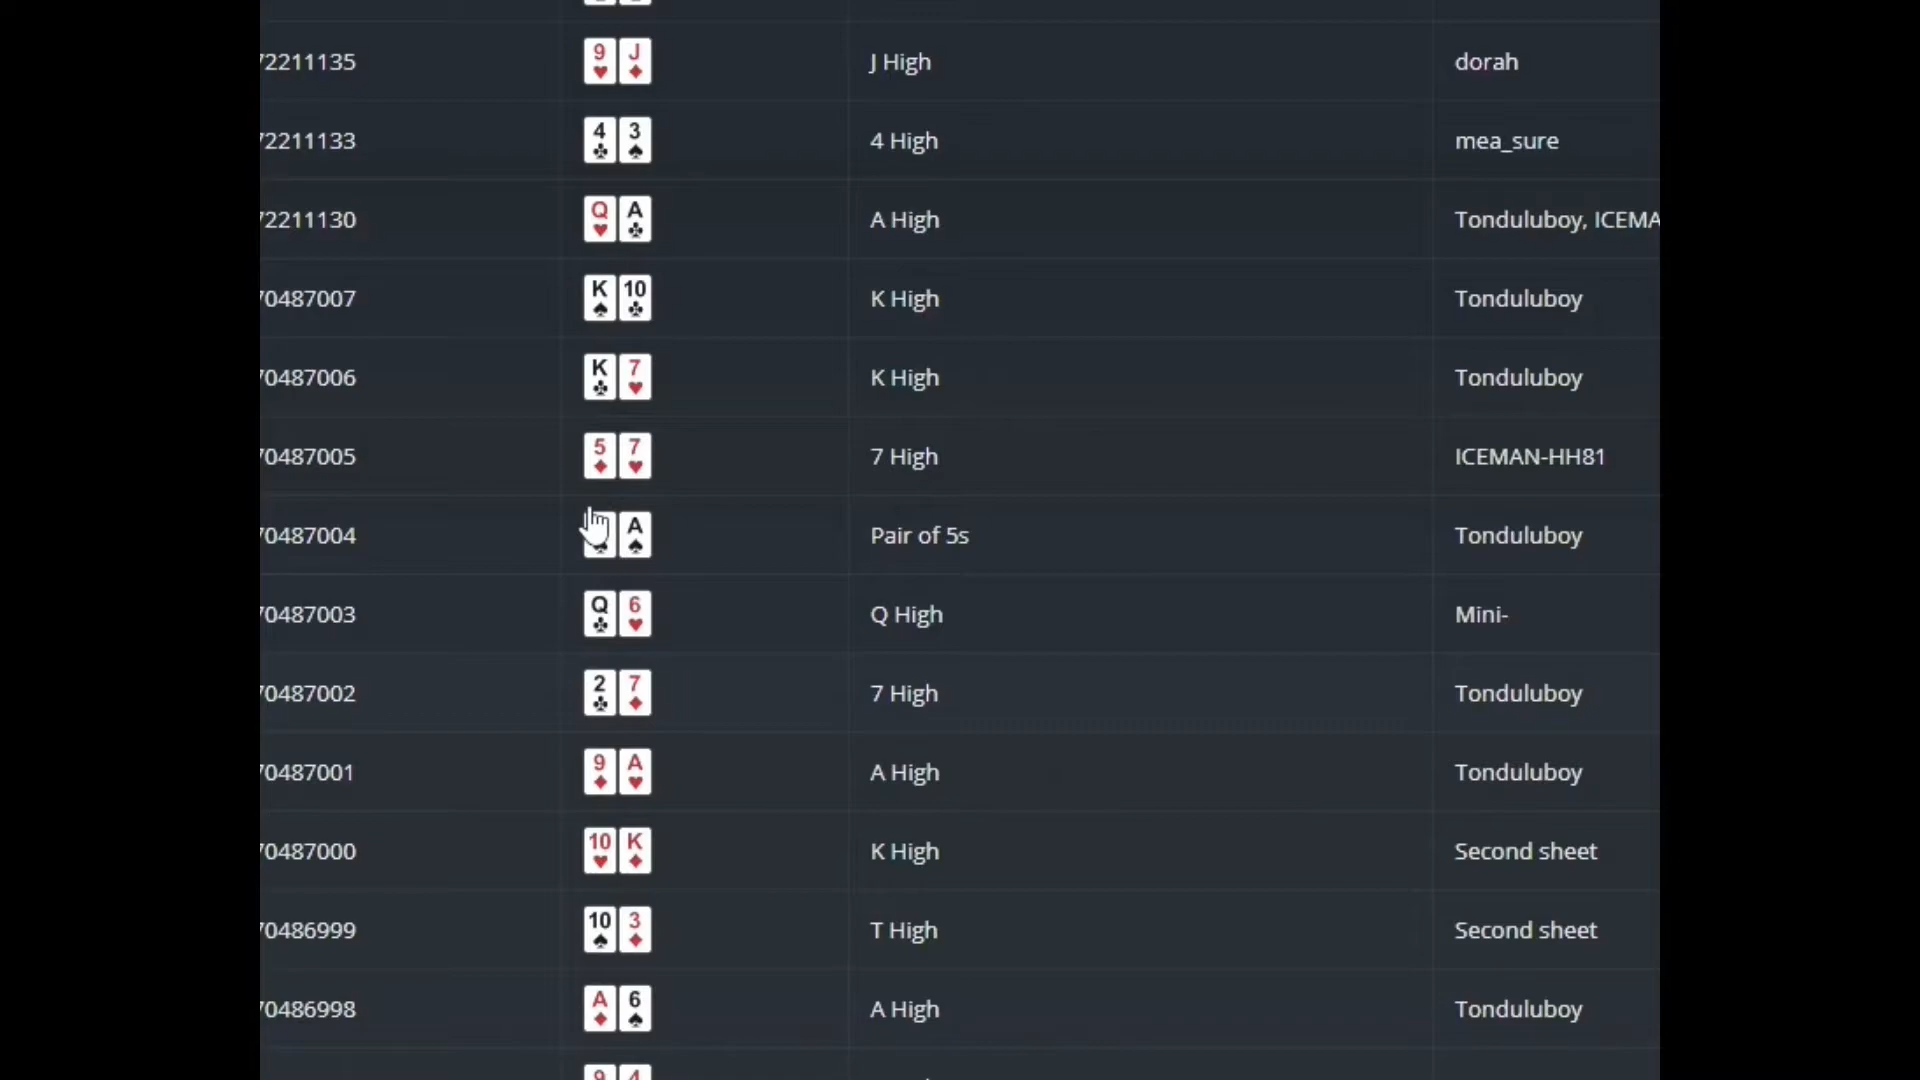 72211135 9 J J High dorah
72211133 4 3 4 High mea_sure
72211130 Q A A High Tonduluboy, ICEMA
70487007 K 10 K High Tonduluboy
70487006 K 7 K High Tonduluboy
70487005 5 7 7 High ICEMAN-HH81
70487004 A Pair of 5s Tonduluboy
70487003 Q 6 Q High Mini-
70487002 2 7 7 High Tonduluboy
70487001 9 A A High Tonduluboy
70487000 10 K K High Second sheet
70486999 10 3 T High Second sheet
70486998 A 6 A High Tonduluboy
9 4